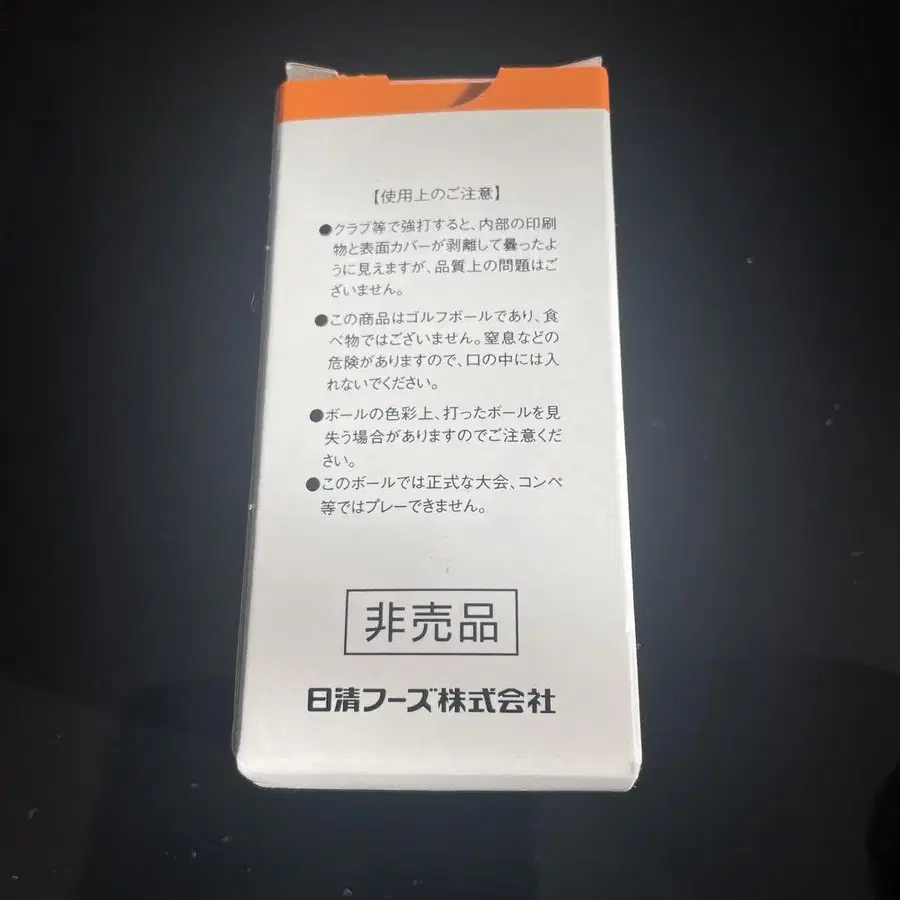 【使用上のご注意】
●クラブ等で強打すると、内部の印刷
物と表面カバーが剥離して曇ったよ
うに見えますが、品質上の問題はご
ざいません。
●この商品はゴルフボールであり、食
べ物ではございません。窒息などの
危険がありますので、口の中には入
れないでください。
●ボールの色彩上、打ったボールを見
失う場合がありますのでご注意くだ
さい。
●このボールでは正式な大会、コンペ
等ではプレーできません。
非売品
日清フーズ株式会社